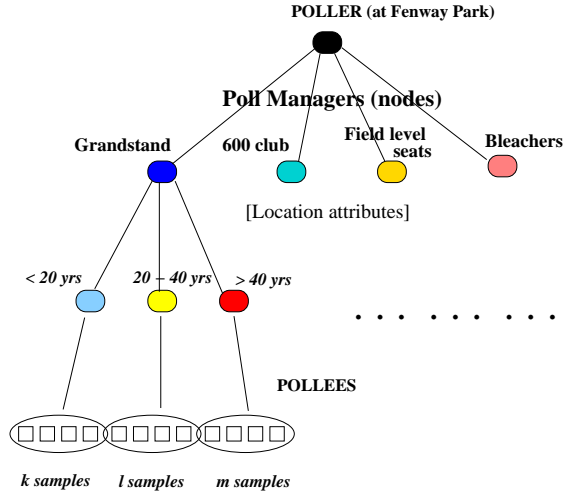 POLLER (at Fenway Park)
Poll Managers (nodes)
Grandstand
600 club
Field level
seats
Bleachers
[Location attributes]
< 20 yrs
20 – 40 yrs
> 40 yrs
POLLEES
k samples
l samples
m samples